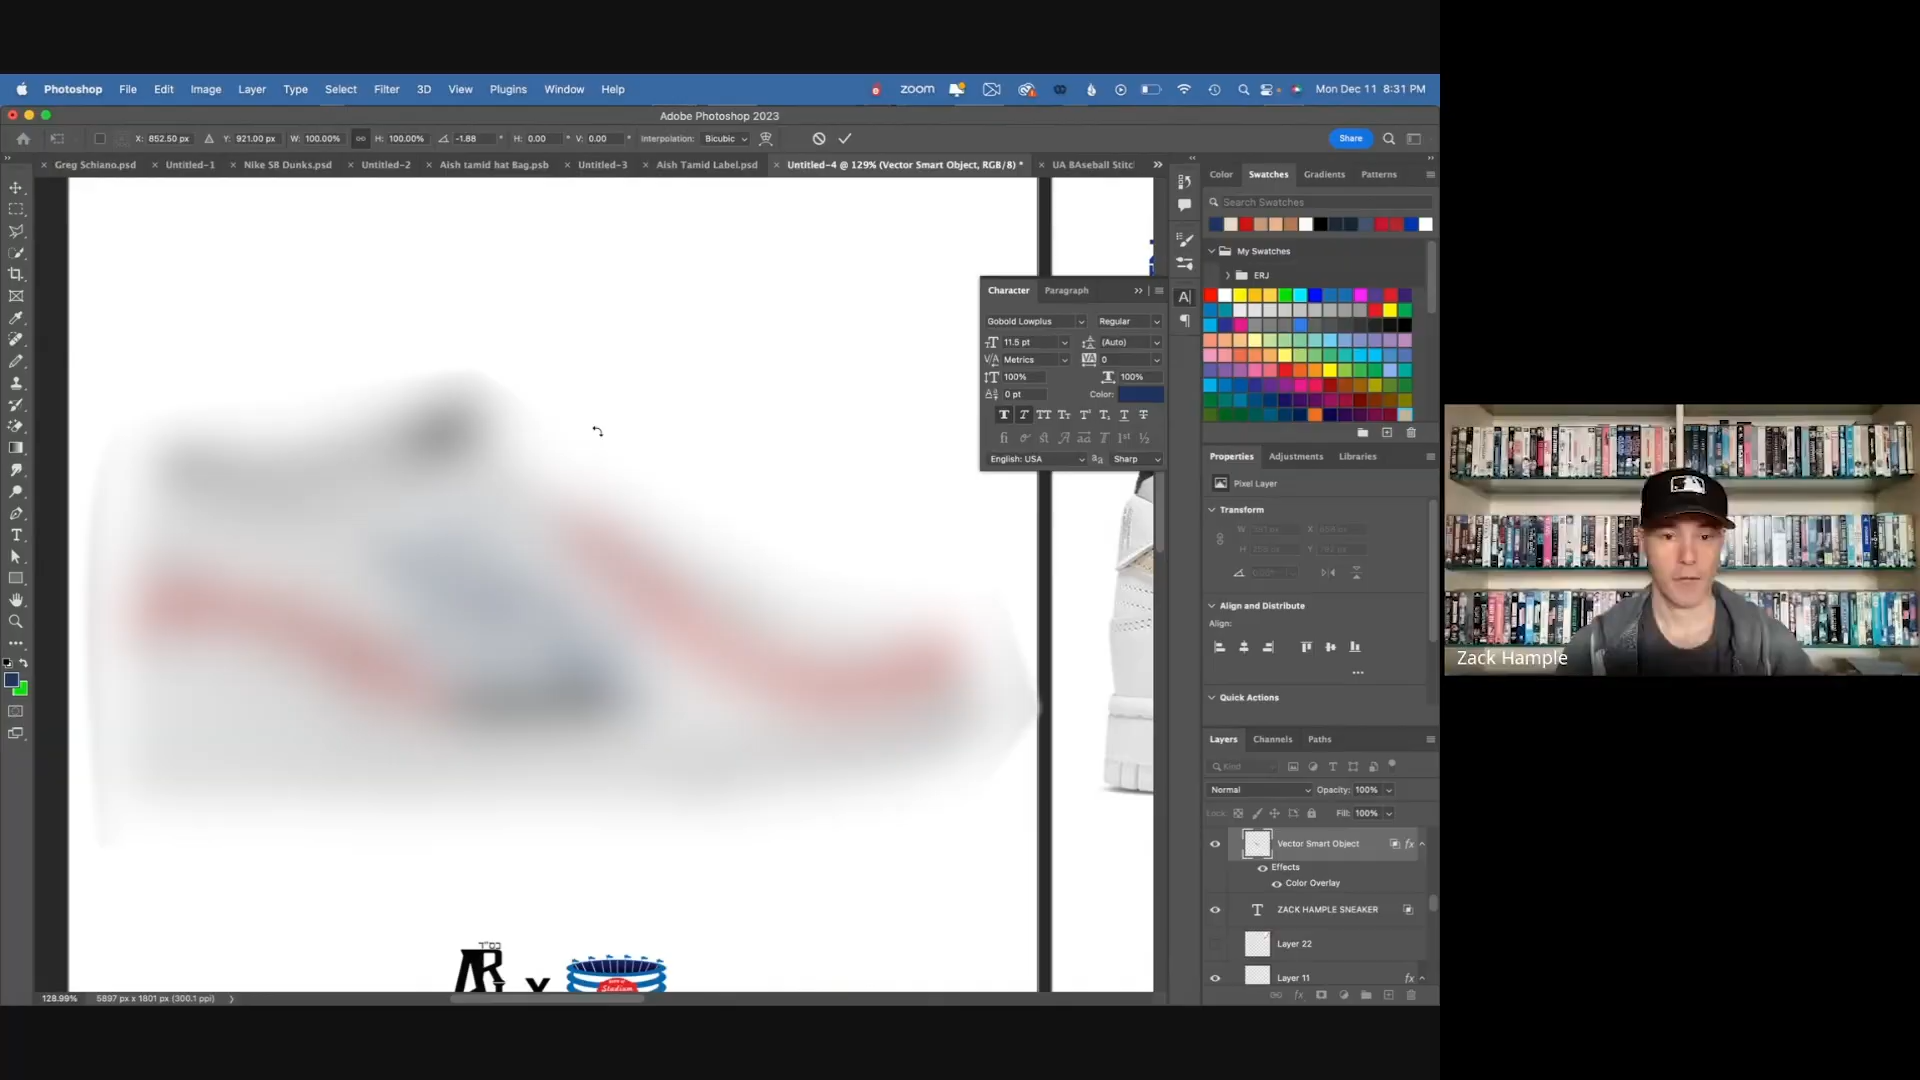 Photoshop File Edit Image Layer Type Select Filter 3D View Plugins Window Help
zoom
Mon Dec 11 8:31 PM
Adobe Photoshop 2023
X: 852.50 px Y: 921.00 px W: 100.00% H: 100.00% -1.88 ° H: 0.00 ° V: 0.00 ° Interpolation: Bicubic
Share
Greg Schiano.psd
Untitled-1
Nike SB Dunks.psd
Untitled-2
Aish tamid hat Bag.psd
Untitled-3
Aish Tamid Label.psd
Untitled-4 @ 129% (Vector Smart Object, RGB/8) *
UA BAseball Stitc
Color Swatches Gradients Patterns
Search Swatches
My Swatches
ERJ
Character Paragraph
Gobold Lowplus Regular
11.5 pt (Auto)
Metrics 0
100% 100%
0 pt Color:
English: USA Sharp
Properties Adjustments Libraries
Pixel Layer
Transform
Align and Distribute
Align:
Quick Actions
Layers Channels Paths
Kind
Normal Opacity: 100%
Lock: Fill: 100%
Vector Smart Object fx
Effects
Color Overlay
ZACK HAMPLE SNEAKER
Layer 22
Layer 11 fx
בס״ד
X
Stadium
128.99% 5897 px x 1801 px (300.1 ppi)
Zack Hample